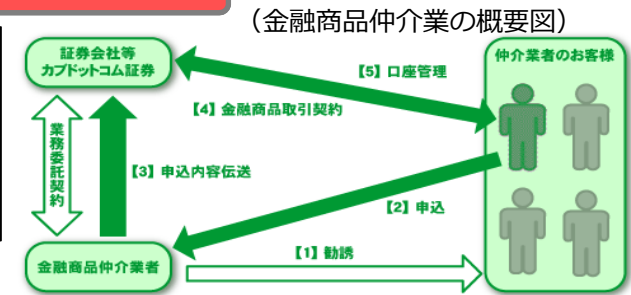 （金融商品仲介業の概要図）
証券会社等
カブドットコム証券
仲介業者のお客様
【5】口座管理
【4】金融商品取引契約
業務委託契約
【3】申込内容伝送
【2】申込
【1】勧誘
金融商品仲介業者